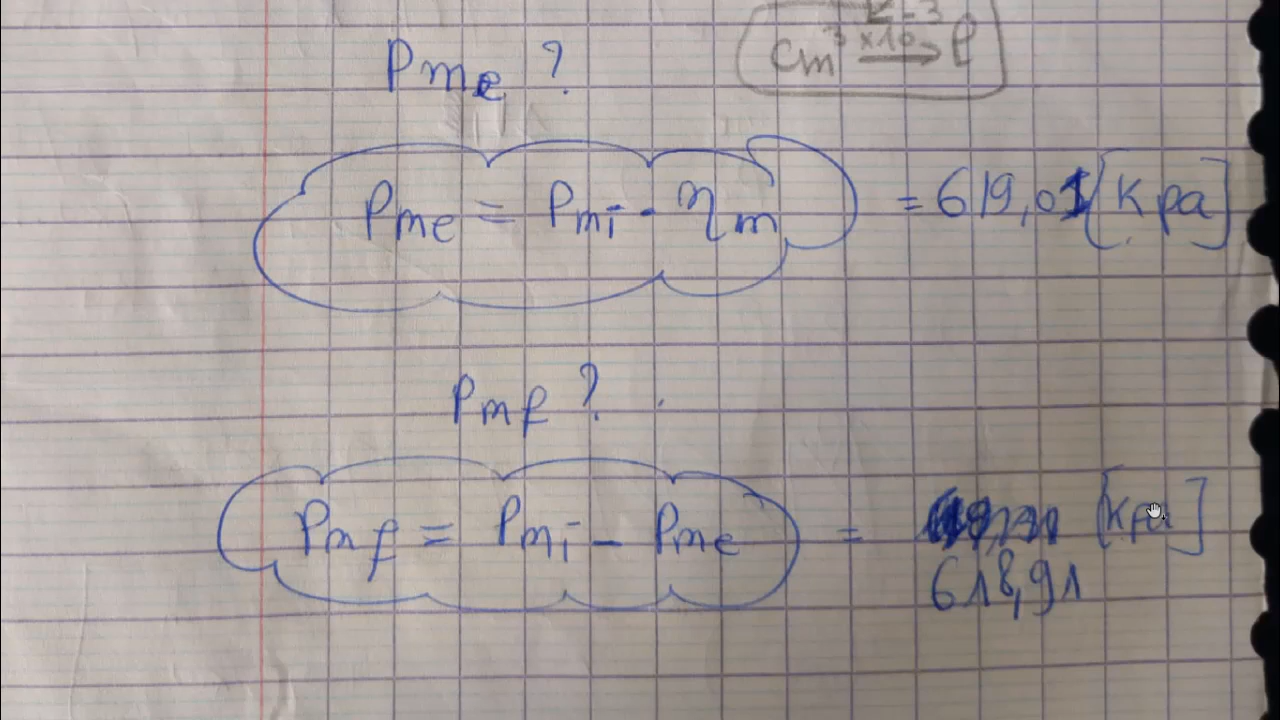 cm³ ×10⁻³ → l
Pme ?
Pme = Pmi · ηm = 619,01 [Kpa]
Pmf ?
Pmf = Pmi - Pme = [Kpa]
618,91